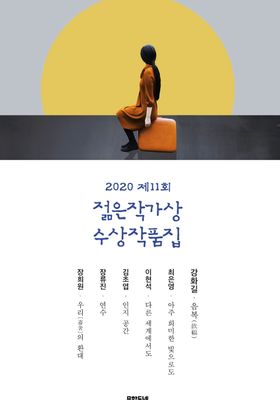 2020 제11회
젊은작가상
수상작품집
강화길 · 음복(飮福)
최은영 · 아주 희미한 빛으로도
이현석 · 다른 세계에서도
김초엽 · 인지 공간
장류진 · 연수
장희원 · 우리(畜舍)의 환대
문학동네